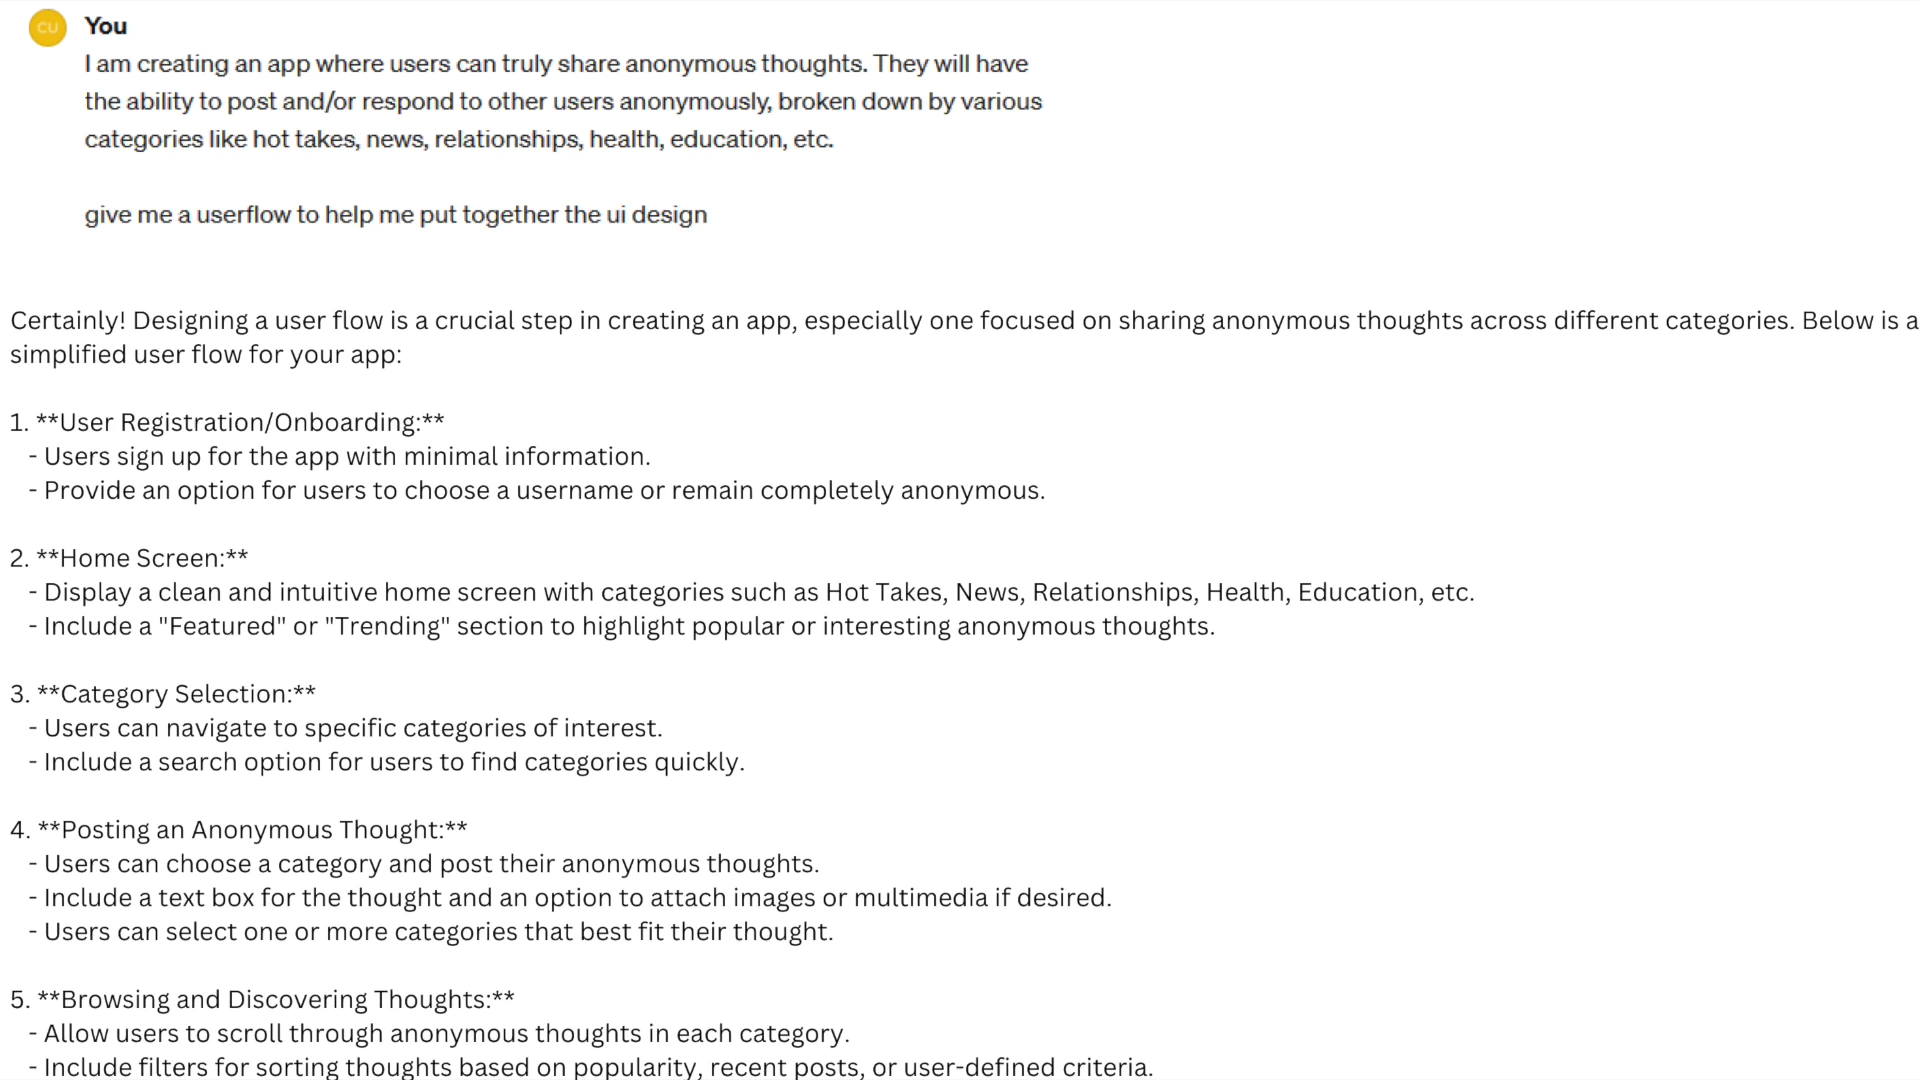 CU
You
I am creating an app where users can truly share anonymous thoughts. They will have
the ability to post and/or respond to other users anonymously, broken down by various
categories like hot takes, news, relationships, health, education, etc.
give me a userflow to help me put together the ui design
Certainly! Designing a user flow is a crucial step in creating an app, especially one focused on sharing anonymous thoughts across different categories. Below is a
simplified user flow for your app:
1. **User Registration/Onboarding:**
- Users sign up for the app with minimal information.
- Provide an option for users to choose a username or remain completely anonymous.
2. **Home Screen:**
- Display a clean and intuitive home screen with categories such as Hot Takes, News, Relationships, Health, Education, etc.
- Include a "Featured" or "Trending" section to highlight popular or interesting anonymous thoughts.
3. **Category Selection:**
- Users can navigate to specific categories of interest.
- Include a search option for users to find categories quickly.
4. **Posting an Anonymous Thought:**
- Users can choose a category and post their anonymous thoughts.
- Include a text box for the thought and an option to attach images or multimedia if desired.
- Users can select one or more categories that best fit their thought.
5. **Browsing and Discovering Thoughts:**
- Allow users to scroll through anonymous thoughts in each category.
- Include filters for sorting thoughts based on popularity, recent posts, or user-defined criteria.